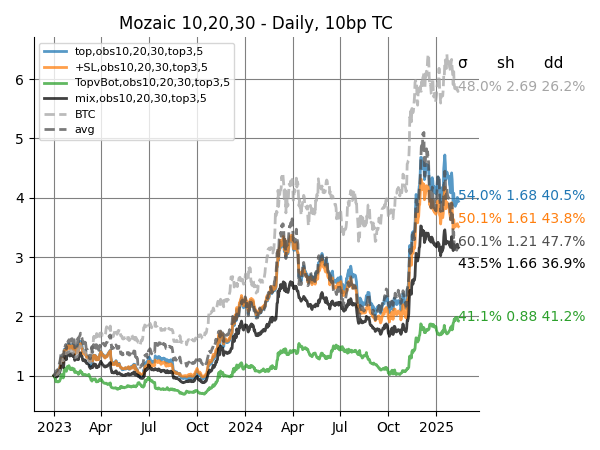 Mozaic 10,20,30 - Daily, 10bp TC
top,obs10,20,30,top3,5
+SL,obs10,20,30,top3,5
TopvBot,obs10,20,30,top3,5
mix,obs10,20,30,top3,5
BTC
avg
σ sh dd
48.0% 2.69 26.2%
54.0% 1.68 40.5%
50.1% 1.61 43.8%
60.1% 1.21 47.7%
43.5% 1.66 36.9%
41.1% 0.88 41.2%
6
5
4
3
2
1
2023 Apr Jul Oct 2024 Apr Jul Oct 2025